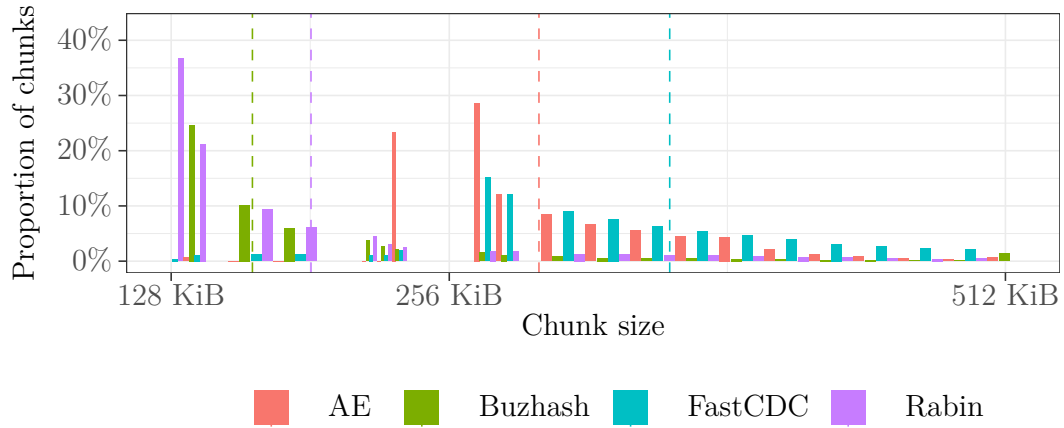 Proportion of chunks
40%
30%
20%
10%
0%
128 KiB 256 KiB 512 KiB
Chunk size
AE Buzhash FastCDC Rabin